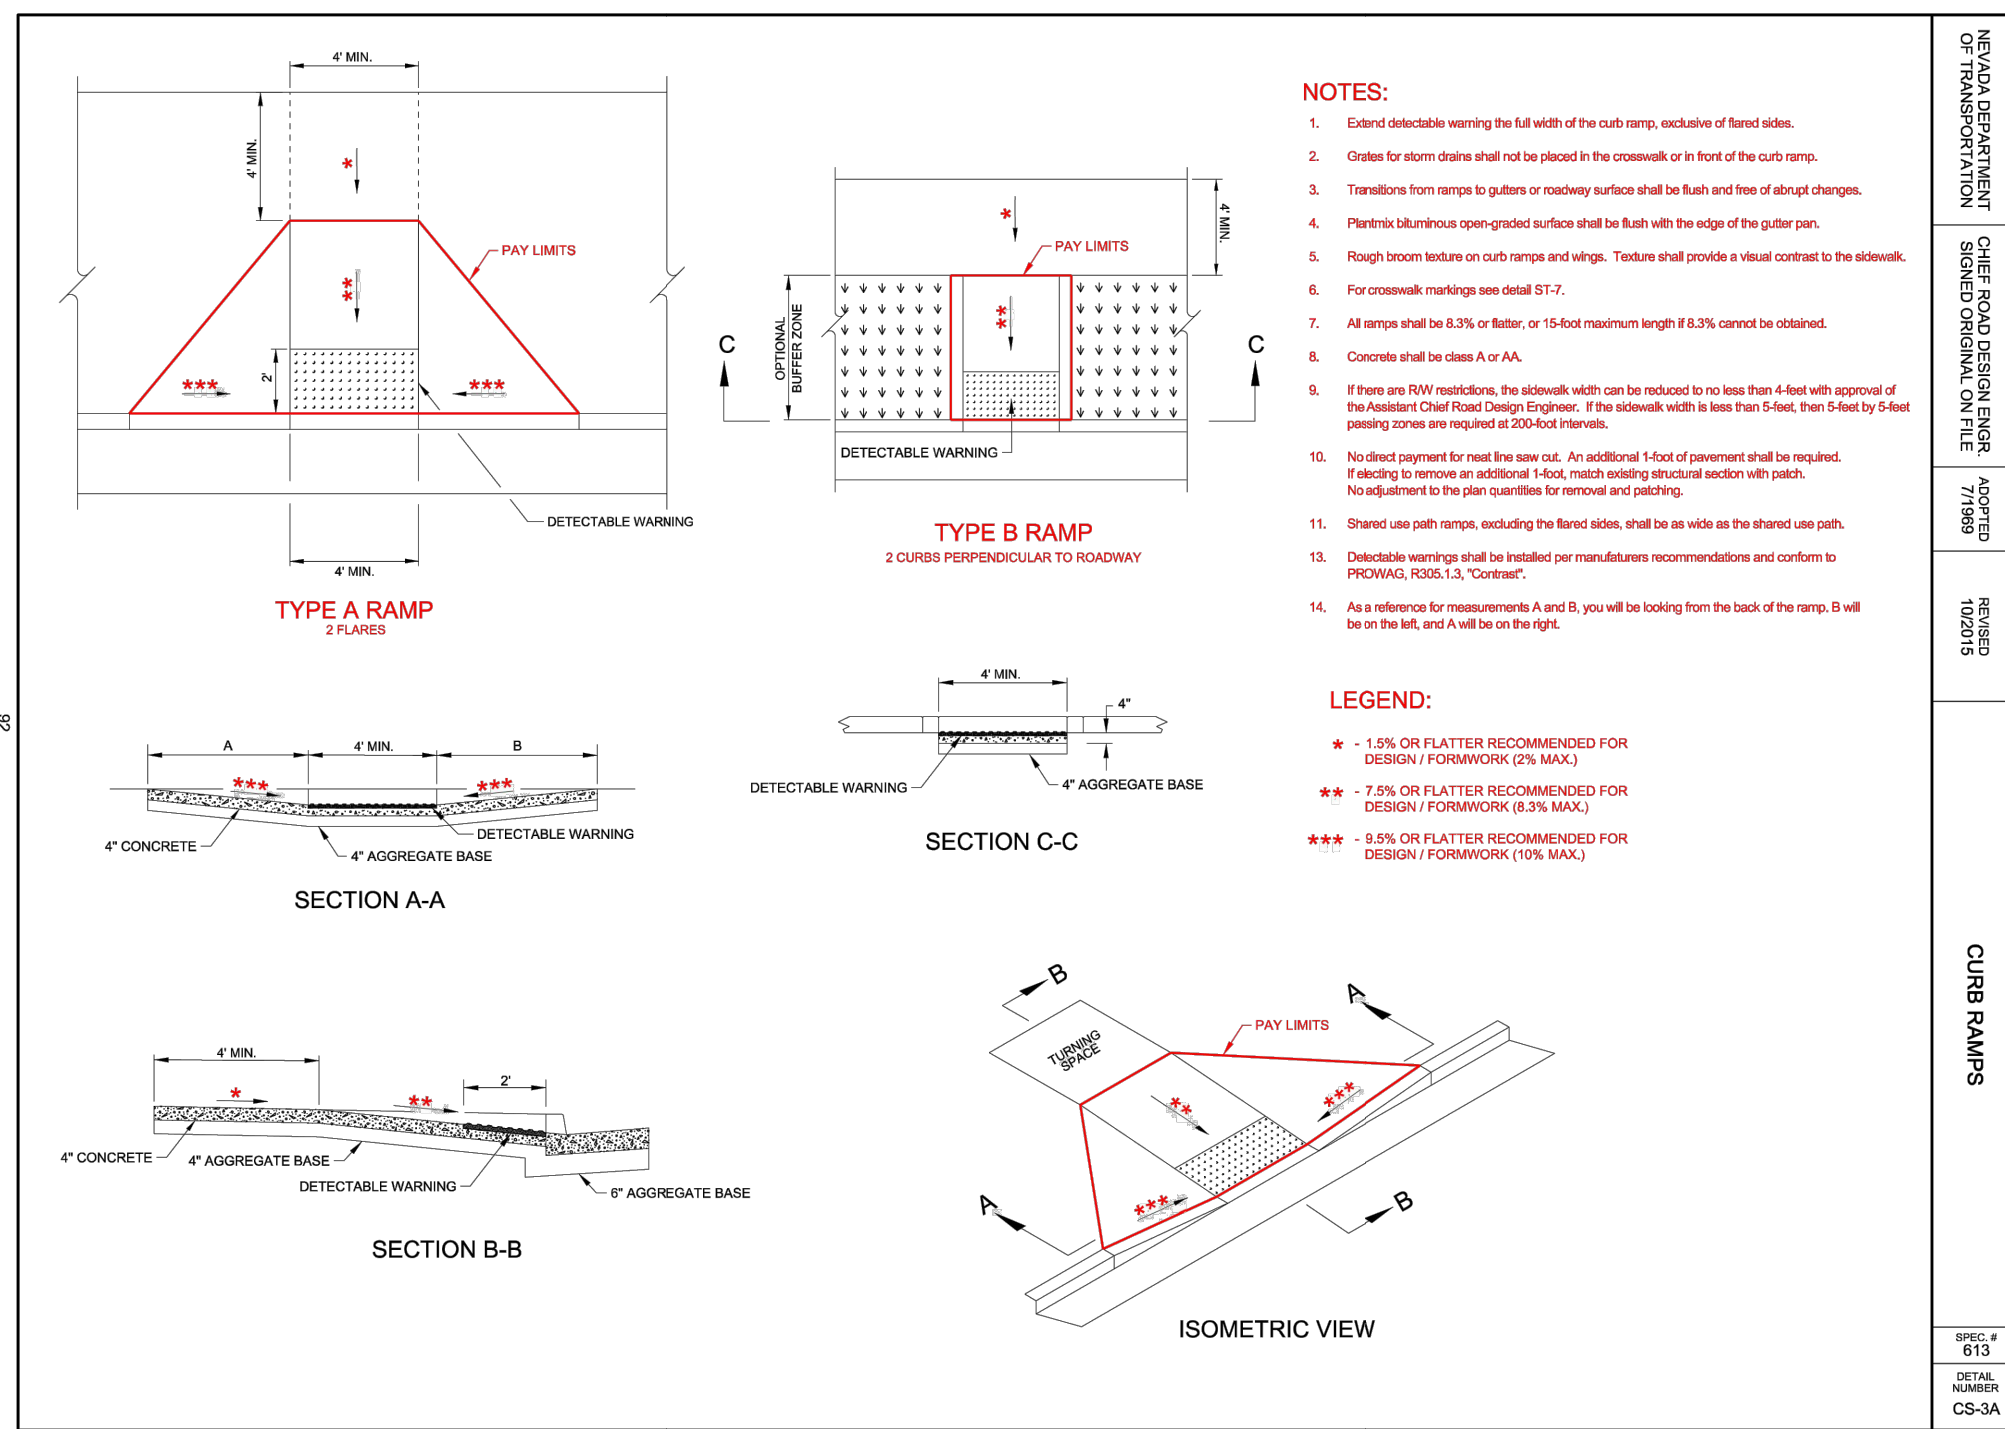 4' MIN.
4' MIN.
*
**
PAY LIMITS
***
2'
***
DETECTABLE WARNING
4' MIN.
TYPE A RAMP
2 FLARES
4' MIN.
*
PAY LIMITS
OPTIONAL
BUFFER ZONE
**
C
C
DETECTABLE WARNING
TYPE B RAMP
2 CURBS PERPENDICULAR TO ROADWAY
NOTES:
1. Extend detectable warning the full width of the curb ramp, exclusive of flared sides.
2. Grates for storm drains shall not be placed in the crosswalk or in front of the curb ramp.
3. Transitions from ramps to gutters or roadway surface shall be flush and free of abrupt changes.
4. Plantmix bituminous open-graded surface shall be flush with the edge of the gutter pan.
5. Rough broom texture on curb ramps and wings. Texture shall provide a visual contrast to the sidewalk.
6. For crosswalk markings see detail ST-7.
7. All ramps shall be 8.3% or flatter, or 15-foot maximum length if 8.3% cannot be obtained.
8. Concrete shall be class A or AA.
9. If there are R/W restrictions, the sidewalk width can be reduced to no less than 4-feet with approval of
the Assistant Chief Road Design Engineer. If the sidewalk width is less than 5-feet, then 5-feet by 5-feet
passing zones are required at 200-foot intervals.
10. No direct payment for neat line saw cut. An additional 1-foot of pavement shall be required.
If electing to remove an additional 1-foot, match existing structural section with patch.
No adjustment to the plan quantities for removal and patching.
11. Shared use path ramps, excluding the flared sides, shall be as wide as the shared use path.
13. Detectable warnings shall be installed per manufaturers recommendations and conform to
PROWAG, R305.1.3, "Contrast".
14. As a reference for measurements A and B, you will be looking from the back of the ramp. B will
be on the left, and A will be on the right.
LEGEND:
* - 1.5% OR FLATTER RECOMMENDED FOR
DESIGN / FORMWORK (2% MAX.)
** - 7.5% OR FLATTER RECOMMENDED FOR
DESIGN / FORMWORK (8.3% MAX.)
*** - 9.5% OR FLATTER RECOMMENDED FOR
DESIGN / FORMWORK (10% MAX.)
A
4' MIN.
B
***
***
4" CONCRETE
DETECTABLE WARNING
4" AGGREGATE BASE
SECTION A-A
4' MIN.
4"
DETECTABLE WARNING
4" AGGREGATE BASE
SECTION C-C
4' MIN.
*
**
2'
4" CONCRETE
4" AGGREGATE BASE
DETECTABLE WARNING
6" AGGREGATE BASE
SECTION B-B
B
A
TURNING
SPACE
PAY LIMITS
**
***
***
A
B
ISOMETRIC VIEW
92
NEVADA DEPARTMENT
OF TRANSPORTATION
CHIEF ROAD DESIGN ENGR.
SIGNED ORIGINAL ON FILE
ADOPTED
7/1969
REVISED
10/2015
CURB RAMPS
SPEC. #
613
DETAIL
NUMBER
CS-3A